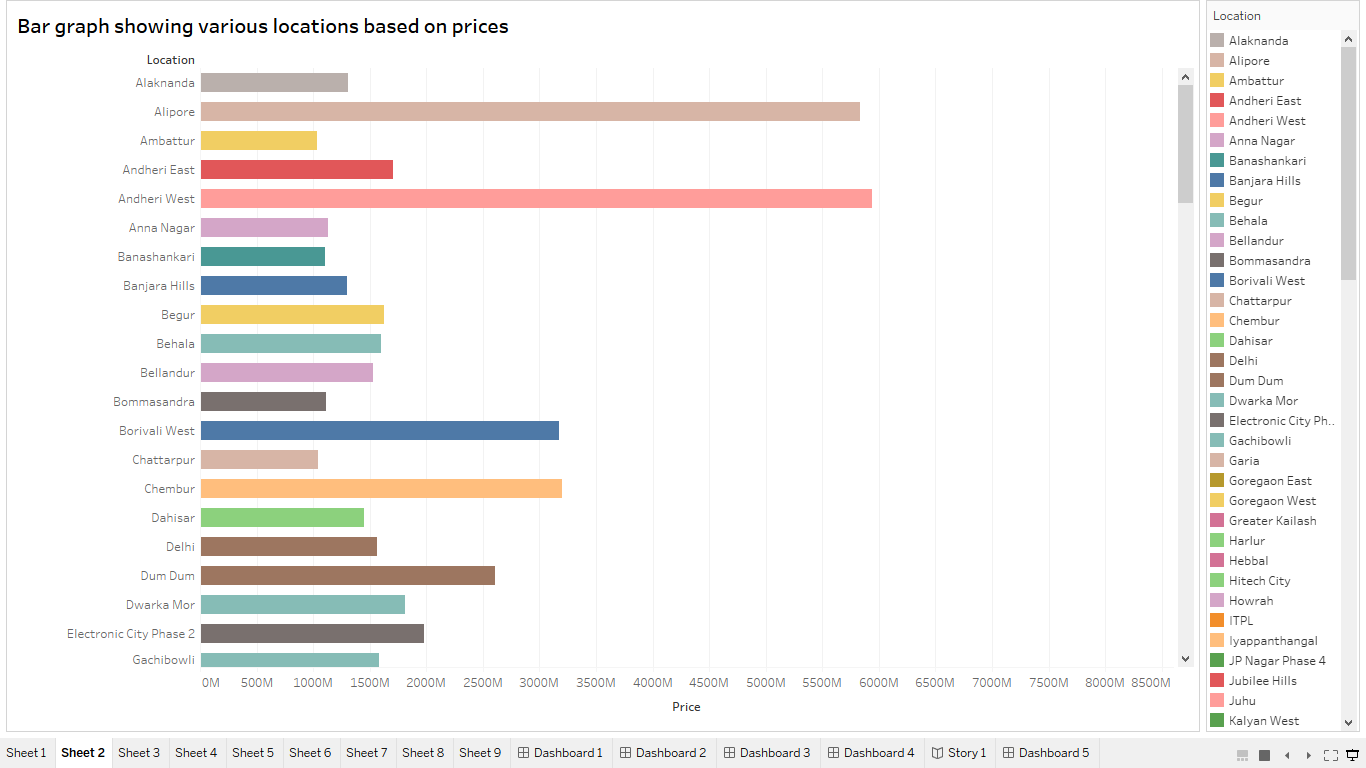 Bar graph showing various locations based on prices
Location
Alaknanda
Alipore
Ambattur
Andheri East
Andheri West
Anna Nagar
Banashankari
Banjara Hills
Begur
Behala
Bellandur
Bommasandra
Borivali West
Chattarpur
Chembur
Dahisar
Delhi
Dum Dum
Dwarka Mor
Electronic City Phase 2
Gachibowli
0M 500M 1000M 1500M 2000M 2500M 3000M 3500M 4000M 4500M 5000M 5500M 6000M 6500M 7000M 7500M 8000M 8500M
Price
Location
Alaknanda
Alipore
Ambattur
Andheri East
Andheri West
Anna Nagar
Banashankari
Banjara Hills
Begur
Behala
Bellandur
Bommasandra
Borivali West
Chattarpur
Chembur
Dahisar
Delhi
Dum Dum
Dwarka Mor
Electronic City Ph..
Gachibowli
Garia
Goregaon East
Goregaon West
Greater Kailash
Harlur
Hebbal
Hitech City
Howrah
ITPL
Iyappanthangal
JP Nagar Phase 4
Jubilee Hills
Juhu
Kalyan West
Sheet 1 Sheet 2 Sheet 3 Sheet 4 Sheet 5 Sheet 6 Sheet 7 Sheet 8 Sheet 9 Dashboard 1 Dashboard 2 Dashboard 3 Dashboard 4 Story 1 Dashboard 5